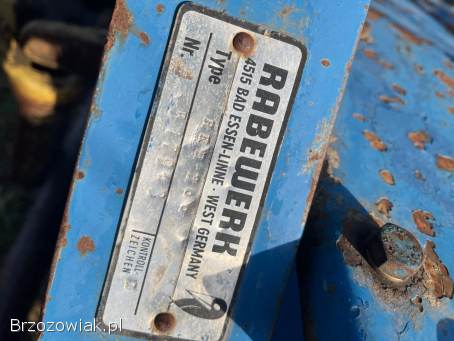 RABEWERK
4515 BAD ESSEN-LINNE · WEST GERMANY
Type
Nr.
KONTROLL
ZEICHEN
Brzozowiak.pl